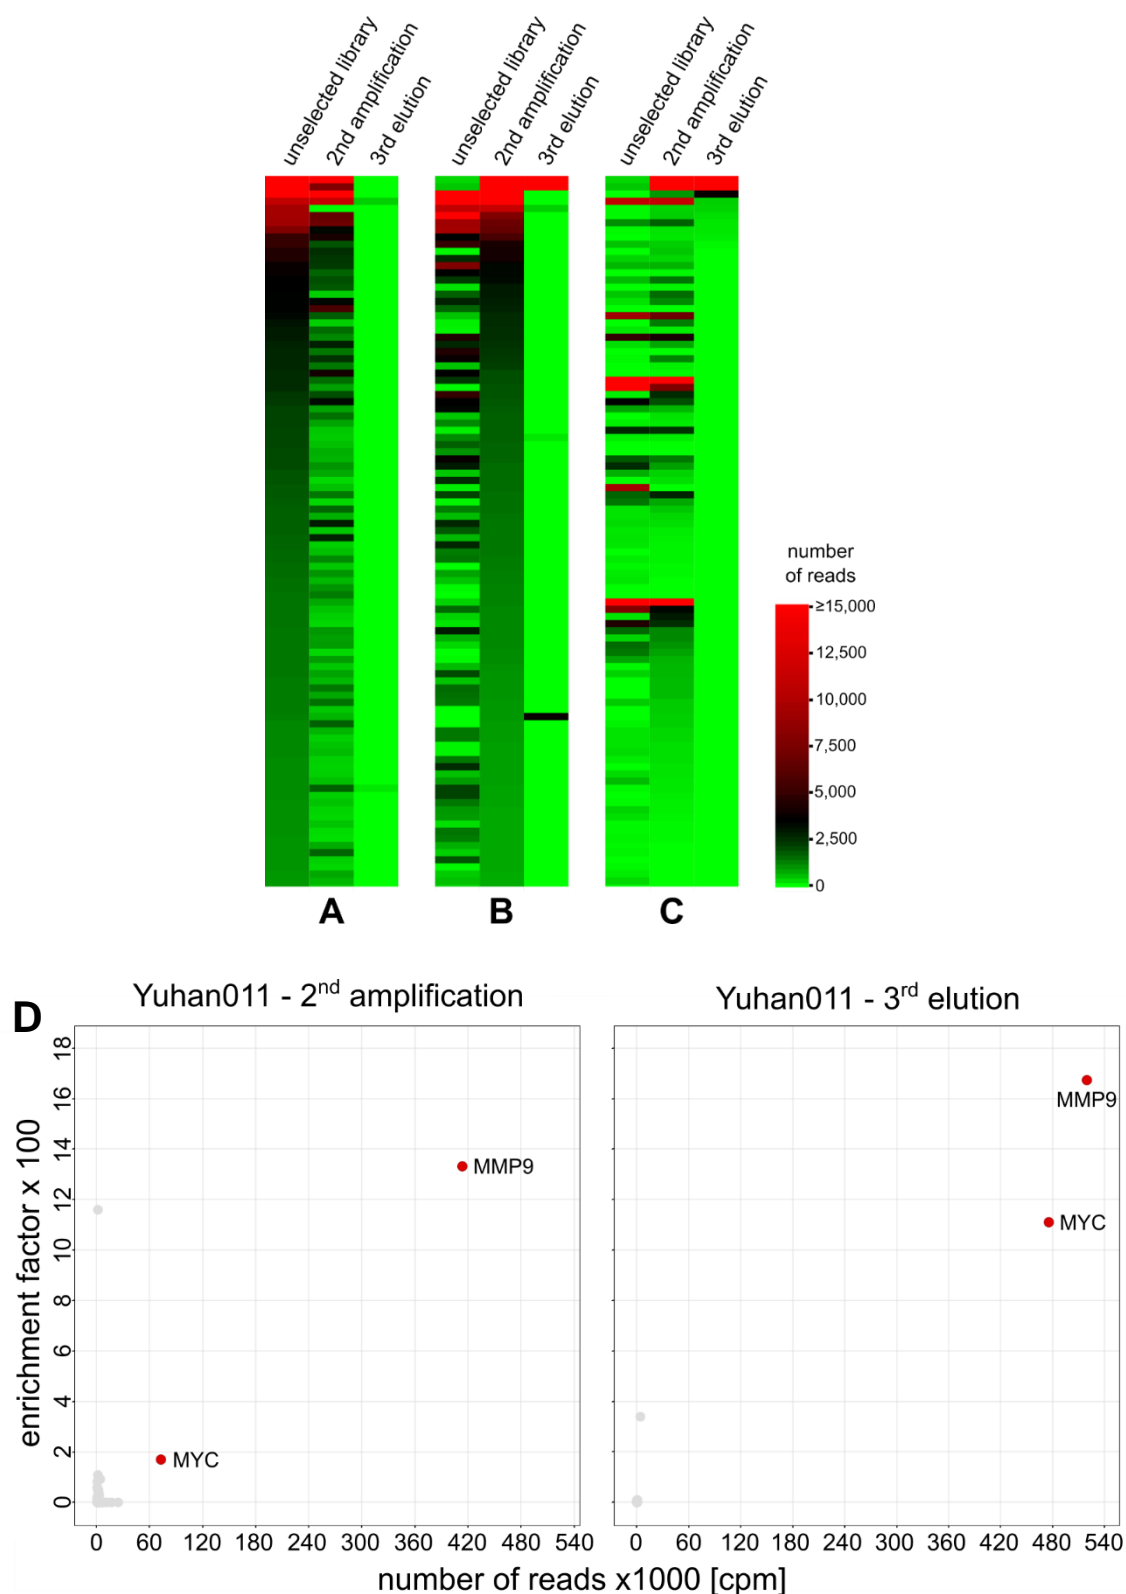 unselected library
2nd amplification
3rd elution
unselected library
2nd amplification
3rd elution
unselected library
2nd amplification
3rd elution
number
of reads
≥15,000
12,500
10,000
7,500
5,000
2,500
0
A
B
C
D
Yuhan011 - 2nd amplification
Yuhan011 - 3rd elution
enrichment factor x 100
18
16
14
12
10
8
6
4
2
0
MMP9
MYC
MMP9
MYC
0 60 120 180 240 300 360 420 480 540
0 60 120 180 240 300 360 420 480 540
number of reads x1000 [cpm]